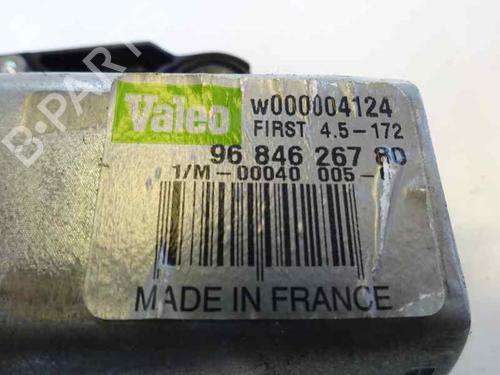 B-PARTS
Valeo
W000004124
FIRST 4.5-172
96 846 267 80
1/M-00040 005-
MADE IN FRANCE